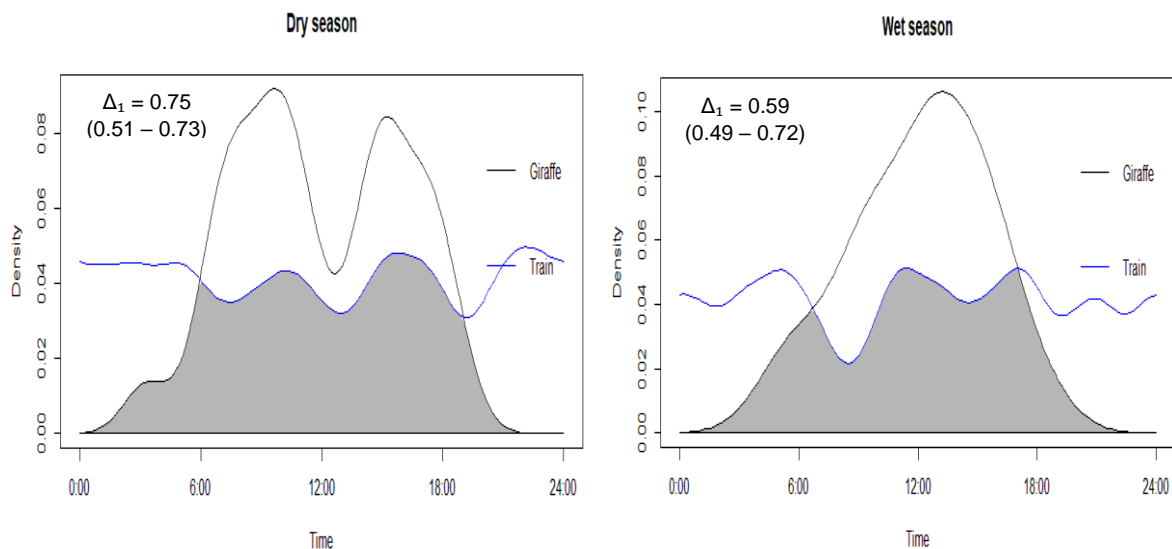 Dry season
Δ₁ = 0.75
(0.51 – 0.73)
Giraffe
Train
Density
0.00
0.02
0.04
0.06
0.08
0:00
6:00
12:00
18:00
24:00
Time
Wet season
Δ₁ = 0.59
(0.49 – 0.72)
Giraffe
Train
Density
0.00
0.02
0.04
0.06
0.08
0.10
0:00
6:00
12:00
18:00
24:00
Time